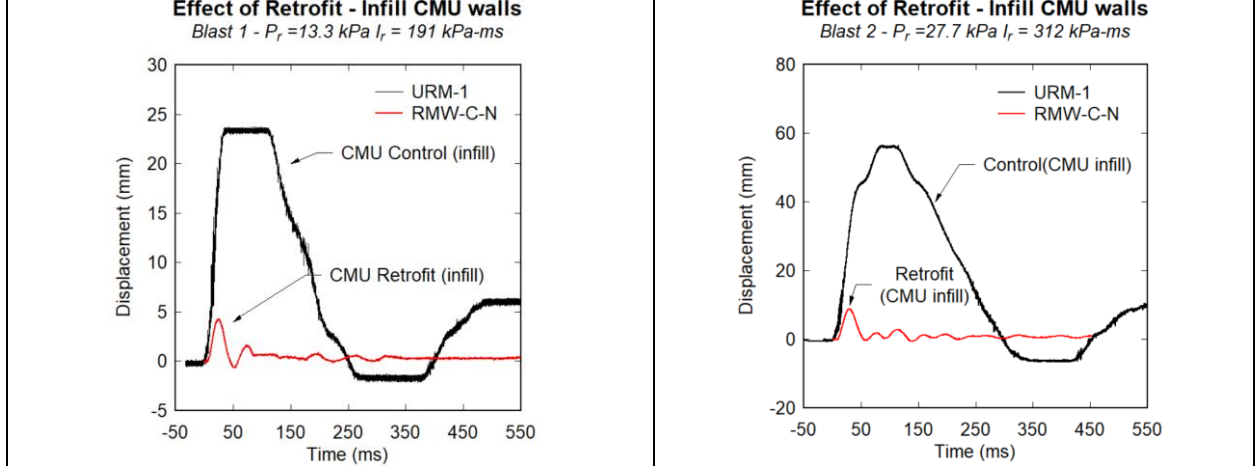 Effect of Retrofit - Infill CMU walls
Blast 1 - Pr =13.3 kPa Ir = 191 kPa-ms
30
25
20
15
10
5
0
-5
Displacement (mm)
URM-1
RMW-C-N
CMU Control (infill)
CMU Retrofit (infill)
-50 50 150 250 350 450 550
Time (ms)
Effect of Retrofit - Infill CMU walls
Blast 2 - Pr =27.7 kPa Ir = 312 kPa-ms
80
60
40
20
0
-20
Displacement (mm)
URM-1
RMW-C-N
Control(CMU infill)
Retrofit
(CMU infill)
-50 50 150 250 350 450 550
Time (ms)